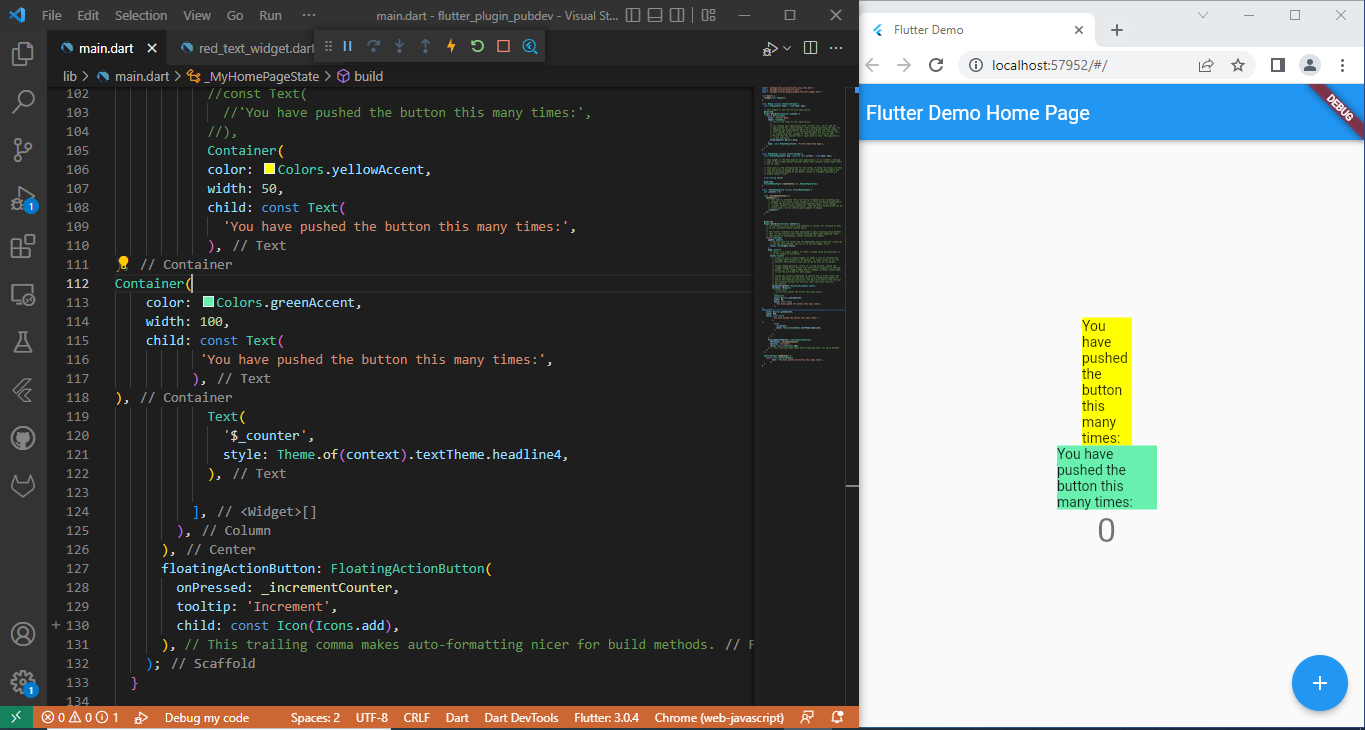 File Edit Selection View Go Run ··· main.dart - flutter_plugin_pubdev - Visual St...
main.dart red_text_widget.dart
lib > main.dart > _MyHomePageState > build
102 //const Text(
103 //'You have pushed the button this many times:',
104 //),
105 Container(
106 color: Colors.yellowAccent,
107 width: 50,
108 child: const Text(
109 'You have pushed the button this many times:',
110 ), // Text
111 // Container
112 Container(
113 color: Colors.greenAccent,
114 width: 100,
115 child: const Text(
116 'You have pushed the button this many times:',
117 ), // Text
118 ), // Container
119 Text(
120 '$_counter',
121 style: Theme.of(context).textTheme.headline4,
122 ), // Text
123
124 ], // <Widget>[]
125 ), // Column
126 ), // Center
127 floatingActionButton: FloatingActionButton(
128 onPressed: _incrementCounter,
129 tooltip: 'Increment',
130 child: const Icon(Icons.add),
131 ), // This trailing comma makes auto-formatting nicer for build methods. // F
132 ); // Scaffold
133 }
134
1
1
0 0 1 Debug my code Spaces: 2 UTF-8 CRLF Dart Dart DevTools Flutter: 3.0.4 Chrome (web-javascript)
Flutter Demo
localhost:57952/#/
Flutter Demo Home Page
DEBUG
You
have
pushed
the
button
this
many
times:
You have
pushed the
button this
many times:
0